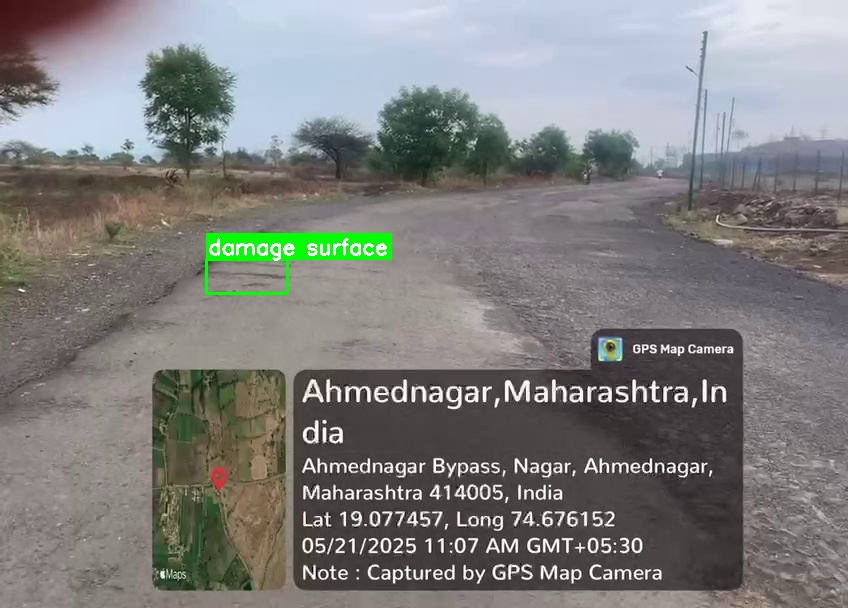 damage surface
GPS Map Camera
Ahmednagar,Maharashtra,In
dia
Ahmednagar Bypass, Nagar, Ahmednagar,
Maharashtra 414005, India
Lat 19.077457, Long 74.676152
05/21/2025 11:07 AM GMT+05:30
Note : Captured by GPS Map Camera
Maps